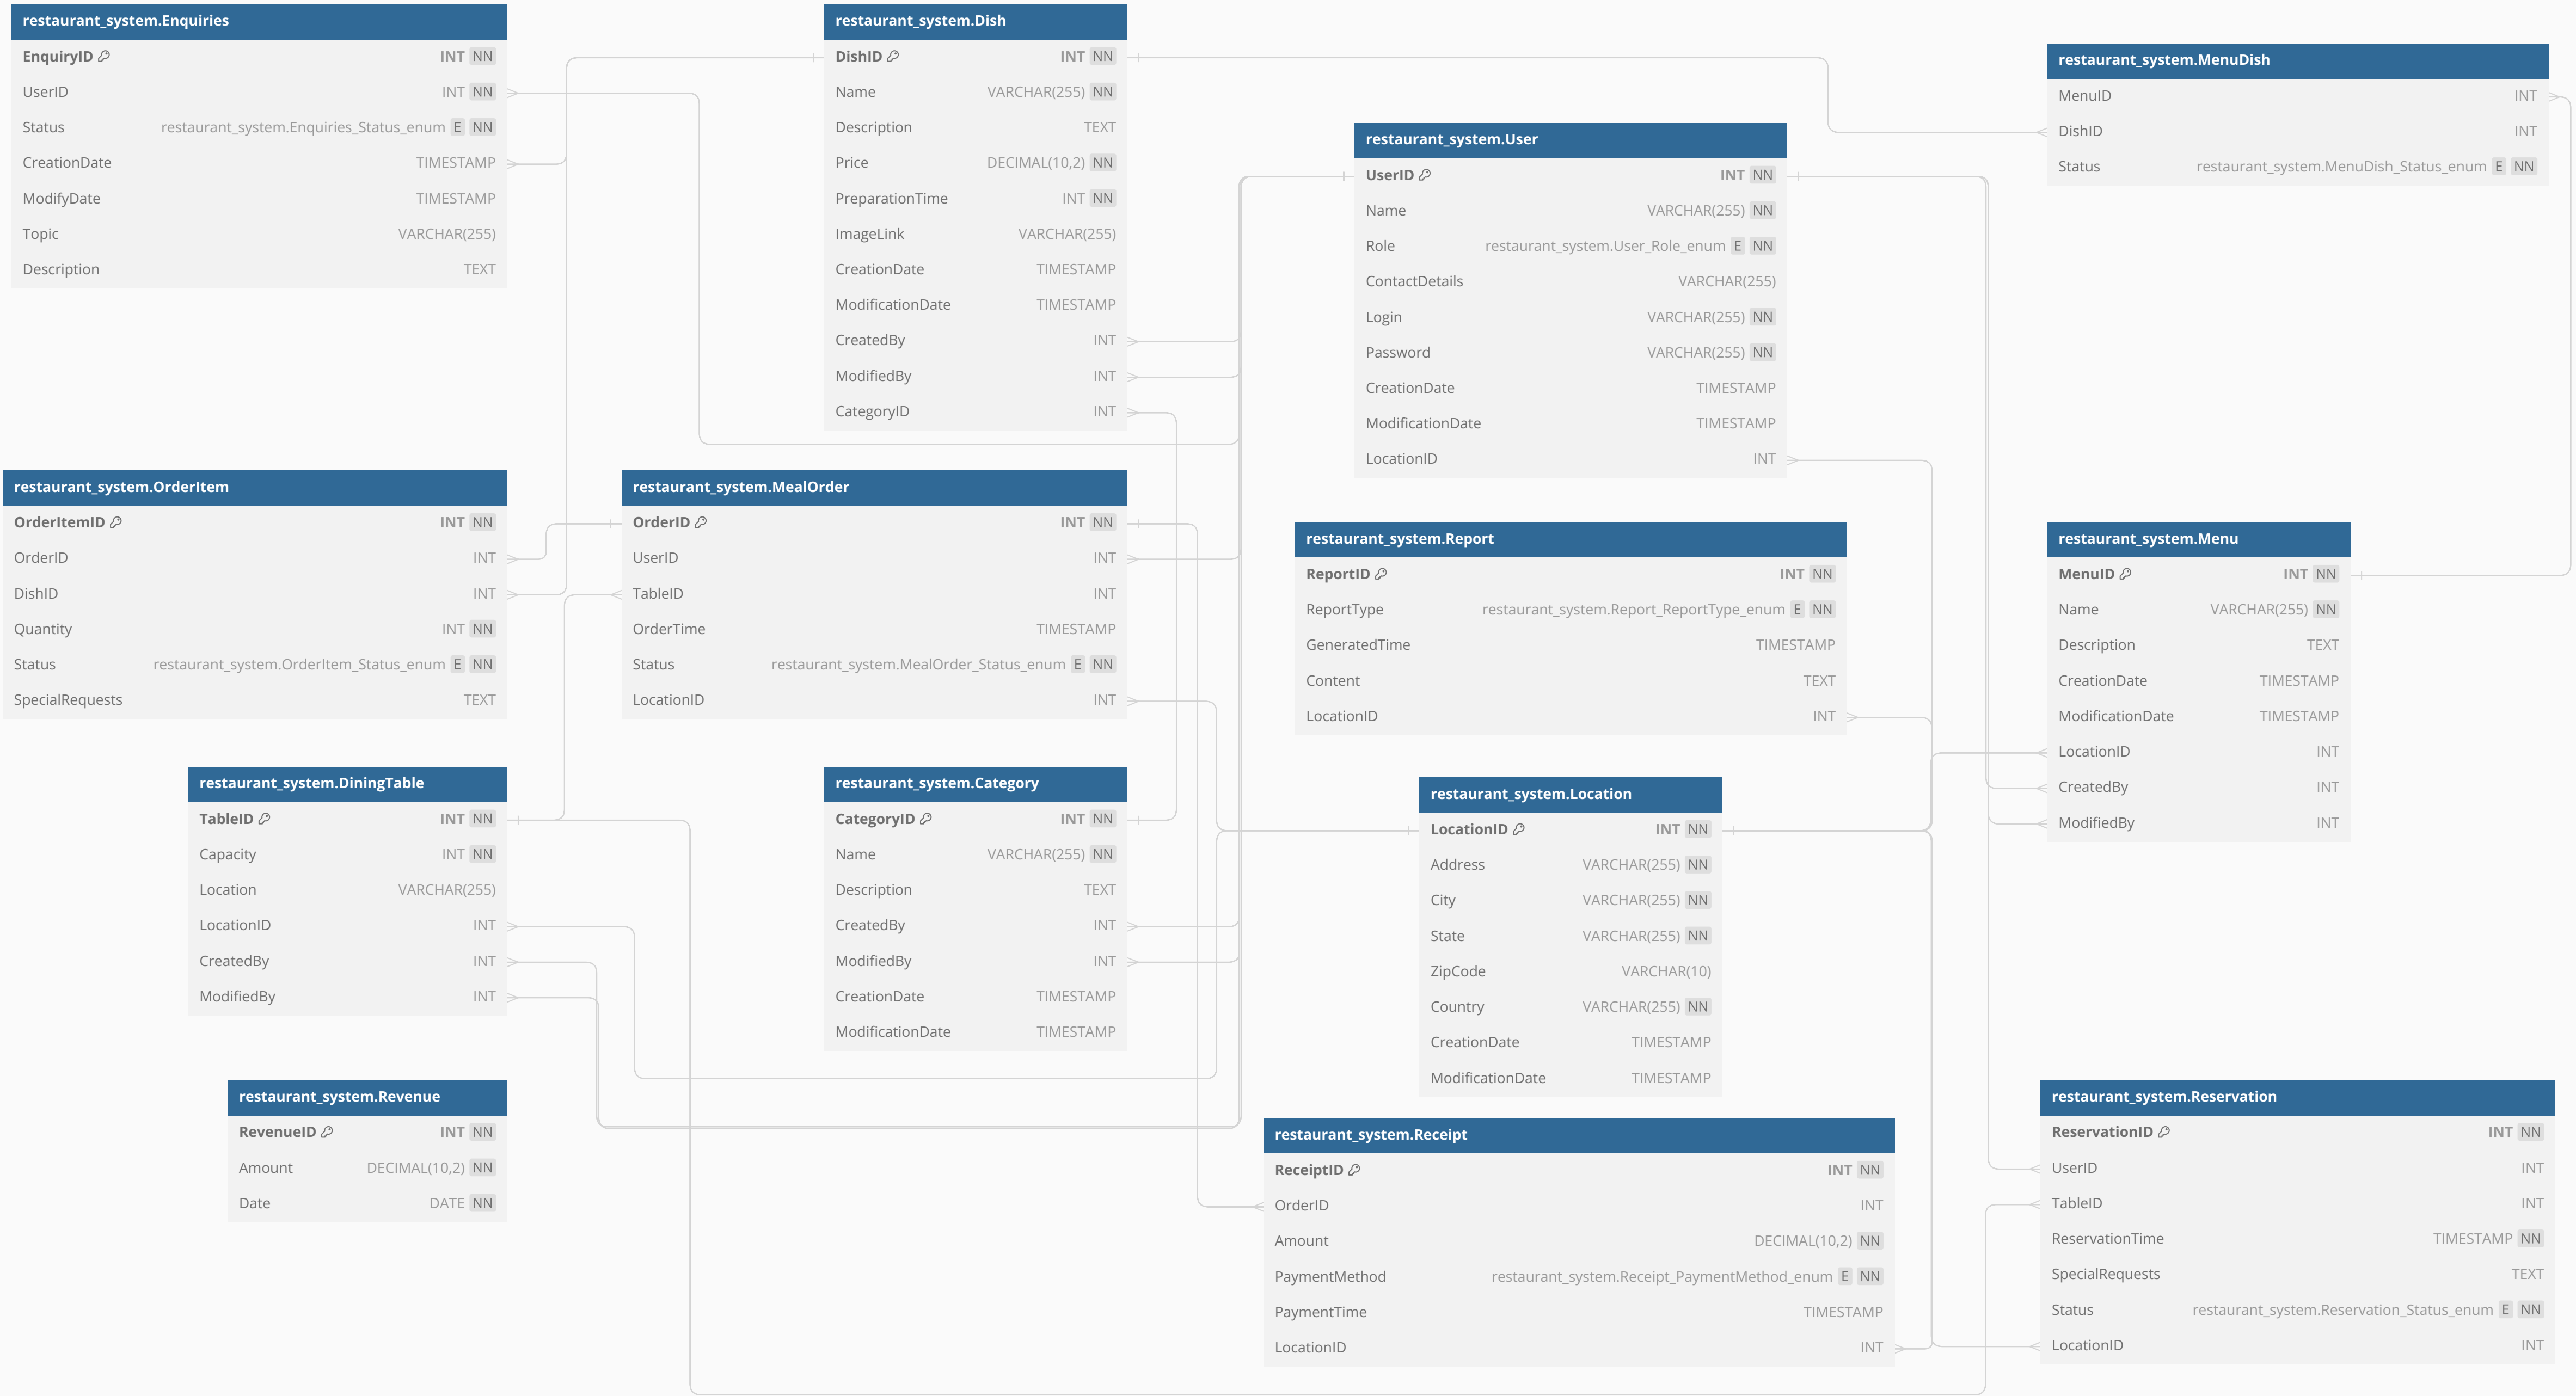 restaurant_system.Enquiries
EnquiryID INT NN
UserID INT NN
Status restaurant_system.Enquiries_Status_enum E NN
CreationDate TIMESTAMP
ModifyDate TIMESTAMP
Topic VARCHAR(255)
Description TEXT
restaurant_system.Dish
DishID INT NN
Name VARCHAR(255) NN
Description TEXT
Price DECIMAL(10,2) NN
PreparationTime INT NN
ImageLink VARCHAR(255)
CreationDate TIMESTAMP
ModificationDate TIMESTAMP
CreatedBy INT
ModifiedBy INT
CategoryID INT
restaurant_system.User
UserID INT NN
Name VARCHAR(255) NN
Role restaurant_system.User_Role_enum E NN
ContactDetails VARCHAR(255)
Login VARCHAR(255) NN
Password VARCHAR(255) NN
CreationDate TIMESTAMP
ModificationDate TIMESTAMP
LocationID INT
restaurant_system.MenuDish
MenuID INT
DishID INT
Status restaurant_system.MenuDish_Status_enum E NN
restaurant_system.OrderItem
OrderItemID INT NN
OrderID INT
DishID INT
Quantity INT NN
Status restaurant_system.OrderItem_Status_enum E NN
SpecialRequests TEXT
restaurant_system.MealOrder
OrderID INT NN
UserID INT
TableID INT
OrderTime TIMESTAMP
Status restaurant_system.MealOrder_Status_enum E NN
LocationID INT
restaurant_system.Report
ReportID INT NN
ReportType restaurant_system.Report_ReportType_enum E NN
GeneratedTime TIMESTAMP
Content TEXT
LocationID INT
restaurant_system.Menu
MenuID INT NN
Name VARCHAR(255) NN
Description TEXT
CreationDate TIMESTAMP
ModificationDate TIMESTAMP
LocationID INT
CreatedBy INT
ModifiedBy INT
restaurant_system.DiningTable
TableID INT NN
Capacity INT NN
Location VARCHAR(255)
LocationID INT
CreatedBy INT
ModifiedBy INT
restaurant_system.Category
CategoryID INT NN
Name VARCHAR(255) NN
Description TEXT
CreatedBy INT
ModifiedBy INT
CreationDate TIMESTAMP
ModificationDate TIMESTAMP
restaurant_system.Location
LocationID INT NN
Address VARCHAR(255) NN
City VARCHAR(255) NN
State VARCHAR(255) NN
ZipCode VARCHAR(10)
Country VARCHAR(255) NN
CreationDate TIMESTAMP
ModificationDate TIMESTAMP
restaurant_system.Revenue
RevenueID INT NN
Amount DECIMAL(10,2) NN
Date DATE NN
restaurant_system.Receipt
ReceiptID INT NN
OrderID INT
Amount DECIMAL(10,2) NN
PaymentMethod restaurant_system.Receipt_PaymentMethod_enum E NN
PaymentTime TIMESTAMP
LocationID INT
restaurant_system.Reservation
ReservationID INT NN
UserID INT
TableID INT
ReservationTime TIMESTAMP NN
SpecialRequests TEXT
Status restaurant_system.Reservation_Status_enum E NN
LocationID INT